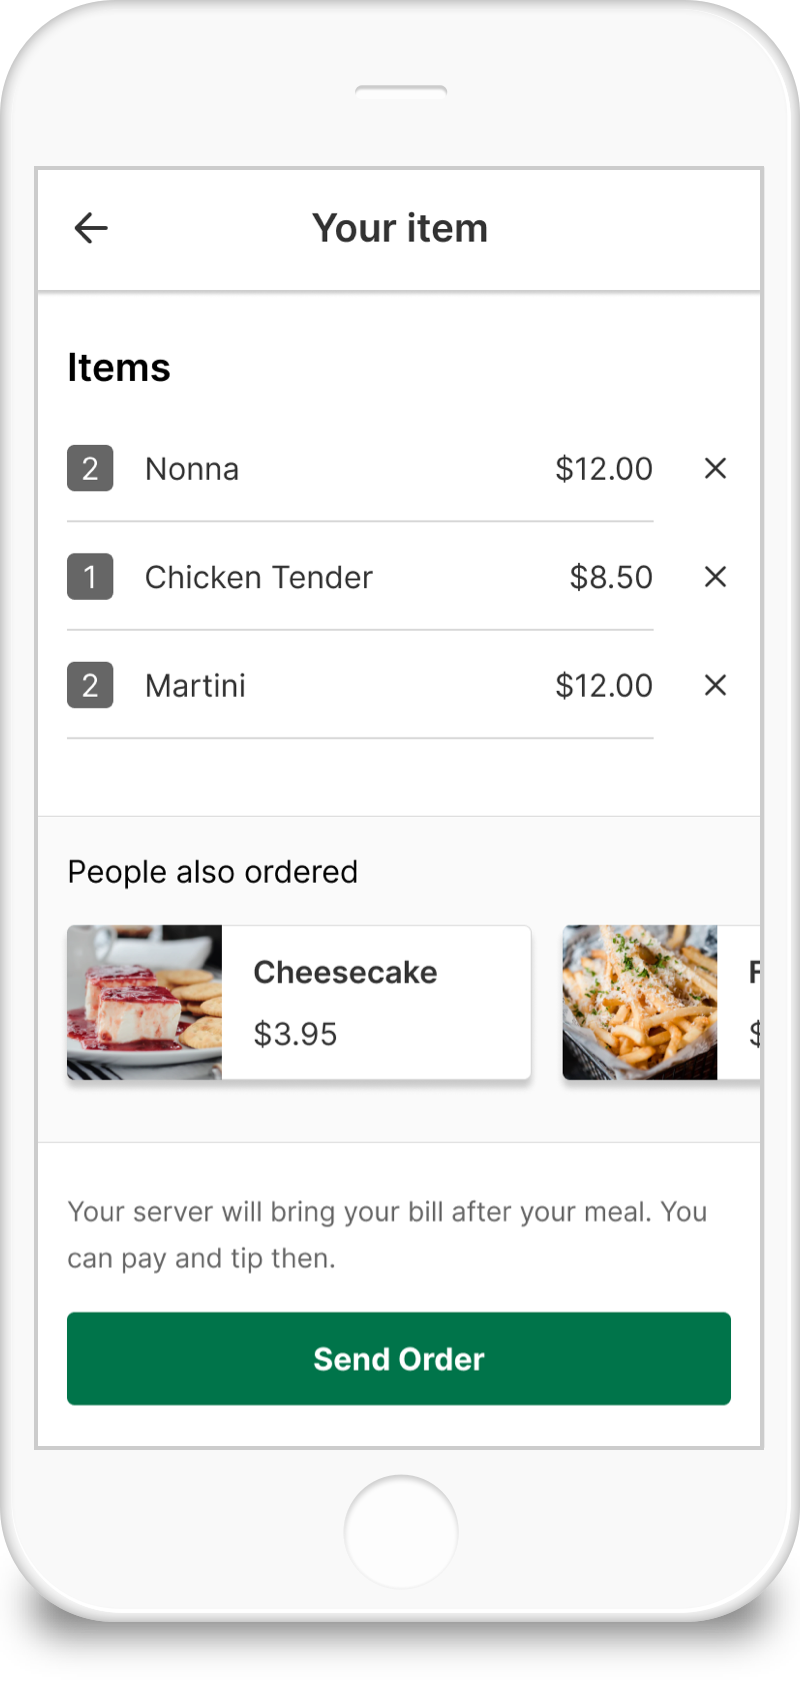 Your item
Items
2 Nonna $12.00
1 Chicken Tender $8.50
2 Martini $12.00
People also ordered
Cheesecake
$3.95
F
$
Your server will bring your bill after your meal. You
can pay and tip then.
Send Order